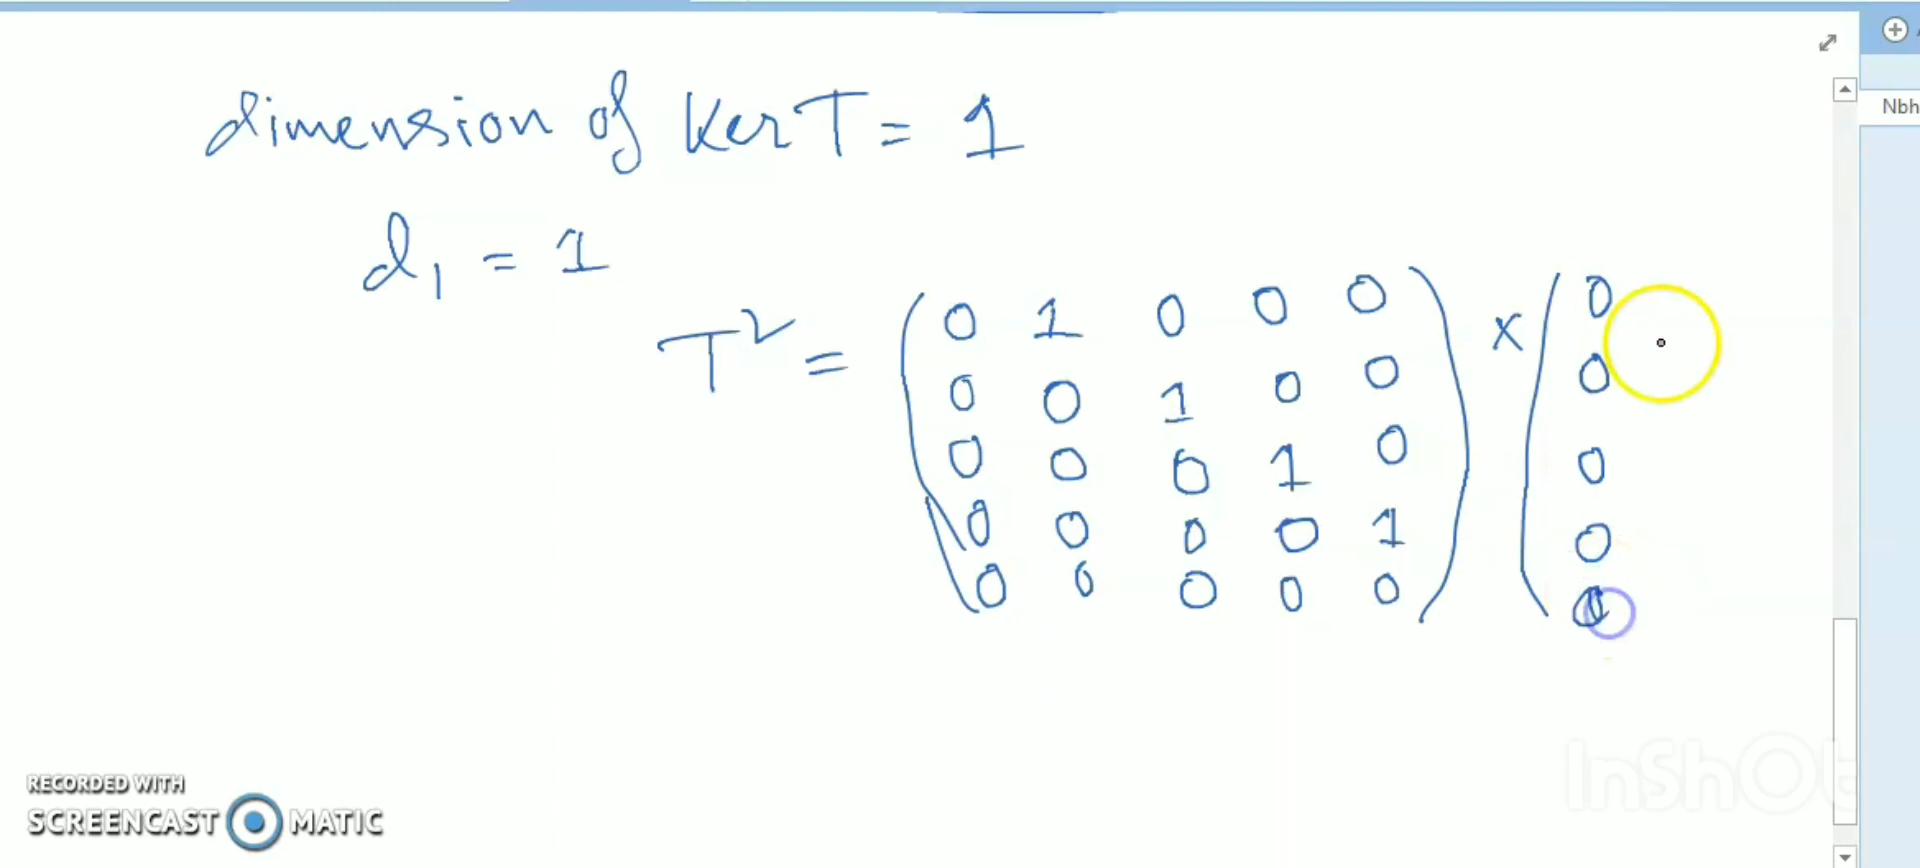 dimension of Ker T = 1
d₁ = 1
T² = ( 0 1 0 0 0 ) × ( 0
0 0 1 0 0 0
0 0 0 1 0 0
0 0 0 0 1 0
0 0 0 0 0
Nbh
RECORDED WITH
SCREENCAST MATIC
InShOt